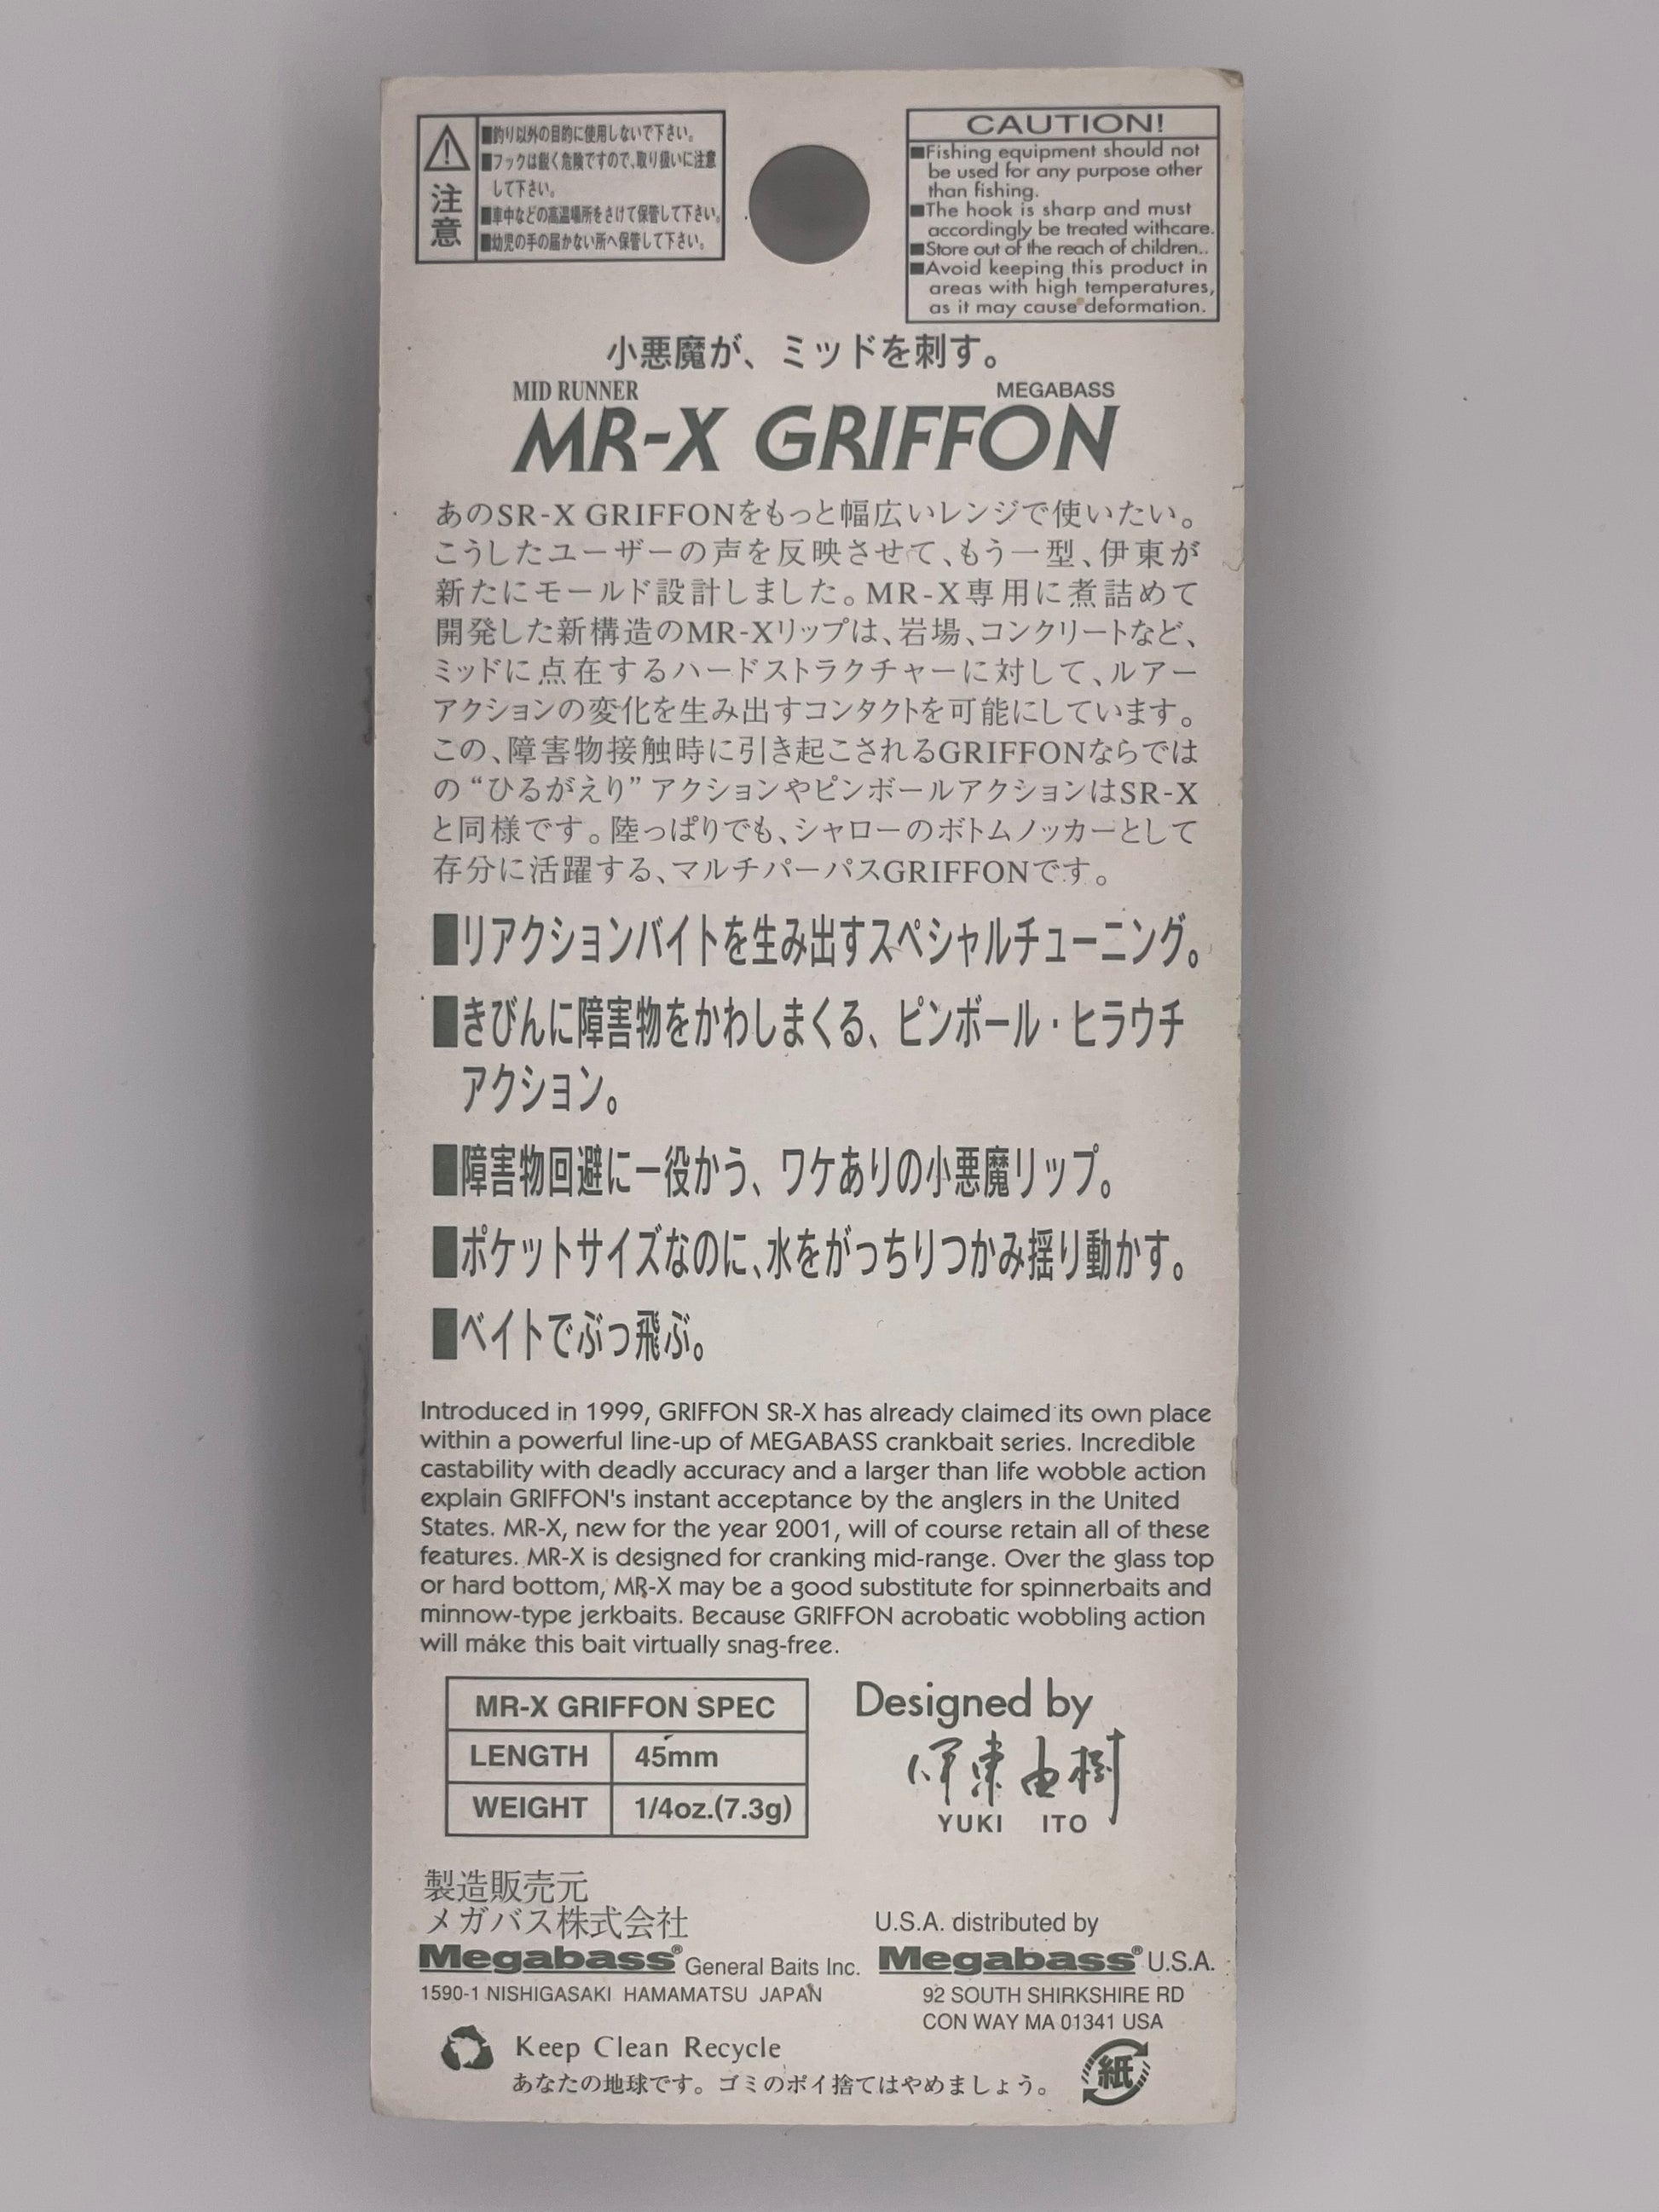 注意
■釣り以外の目的に使用しないで下さい。
■フックは鋭く危険ですので、取り扱いに注意
して下さい。
■車中などの高温場所をさけて保管して下さい。
■幼児の手の届かない所へ保管して下さい。
CAUTION!
■Fishing equipment should not
be used for any purpose other
than fishing.
■The hook is sharp and must
accordingly be treated withcare.
■Store out of the reach of children..
■Avoid keeping this product in
areas with high temperatures,
as it may cause deformation.
小悪魔が、ミッドを刺す。
MID RUNNER MEGABASS
MR-X GRIFFON
あのSR-X GRIFFONをもっと幅広いレンジで使いたい。
こうしたユーザーの声を反映させて、もう一型、伊東が
新たにモールド設計しました。MR-X専用に煮詰めて
開発した新構造のMR-Xリップは、岩場、コンクリートなど、
ミッドに点在するハードストラクチャーに対して、ルアー
アクションの変化を生み出すコンタクトを可能にしています。
この、障害物接触時に引き起こされるGRIFFONならでは
の“ひるがえり”アクションやピンボールアクションはSR-X
と同様です。陸っぱりでも、シャローのボトムノッカーとして
存分に活躍する、マルチパーパスGRIFFONです。
■リアクションバイトを生み出すスペシャルチューニング。
■きびんに障害物をかわしまくる、ピンボール・ヒラウチ
アクション。
■障害物回避に一役かう、ワケありの小悪魔リップ。
■ポケットサイズなのに、水をがっちりつかみ揺り動かす。
■ベイトでぶっ飛ぶ。
Introduced in 1999, GRIFFON SR-X has already claimed its own place
within a powerful line-up of MEGABASS crankbait series. Incredible
castability with deadly accuracy and a larger than life wobble action
explain GRIFFON's instant acceptance by the anglers in the United
States. MR-X, new for the year 2001, will of course retain all of these
features. MR-X is designed for cranking mid-range. Over the glass top
or hard bottom, MR-X may be a good substitute for spinnerbaits and
minnow-type jerkbaits. Because GRIFFON acrobatic wobbling action
will make this bait virtually snag-free.
MR-X GRIFFON SPEC
LENGTH 45mm
WEIGHT 1/4oz.(7.3g)
Designed by
伊東由樹
YUKI ITO
製造販売元
メガバス株式会社
Megabass® General Baits Inc.
1590-1 NISHIGASAKI HAMAMATSU JAPAN
U.S.A. distributed by
Megabass® U.S.A.
92 SOUTH SHIRKSHIRE RD
CON WAY MA 01341 USA
Keep Clean Recycle
あなたの地球です。ゴミのポイ捨てはやめましょう。
紙